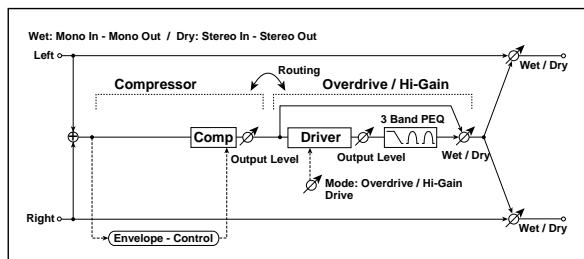 Wet: Mono In - Mono Out / Dry: Stereo In - Stereo Out
Left
Wet / Dry
Routing
Compressor
Overdrive / Hi-Gain
3 Band PEQ
Comp
Driver
Output Level
Output Level
Wet / Dry
Mode: Overdrive / Hi-Gain
Drive
Right
Wet / Dry
Envelope - Control